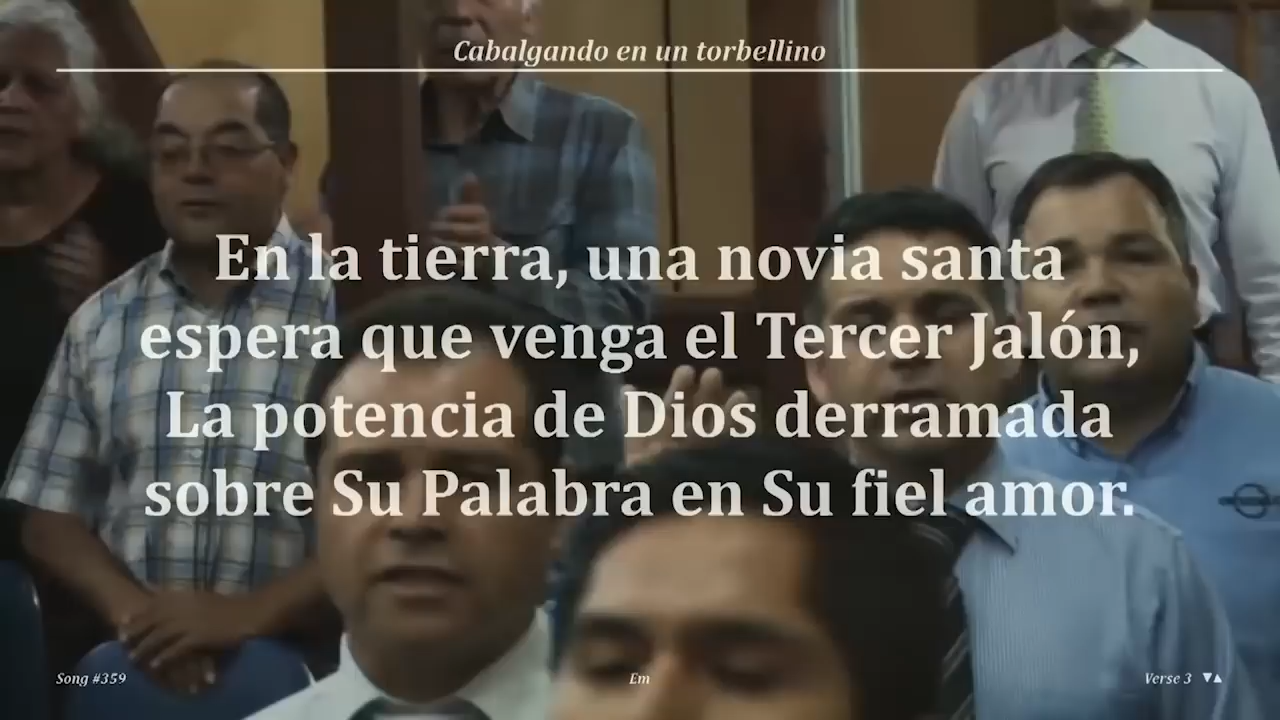 Cabalgando en un torbellino
En la tierra, una novia santa
espera que venga el Tercer Jalón,
La potencia de Dios derramada
sobre Su Palabra en Su fiel amor.
Song #359
Em
Verse 3 ▼▲